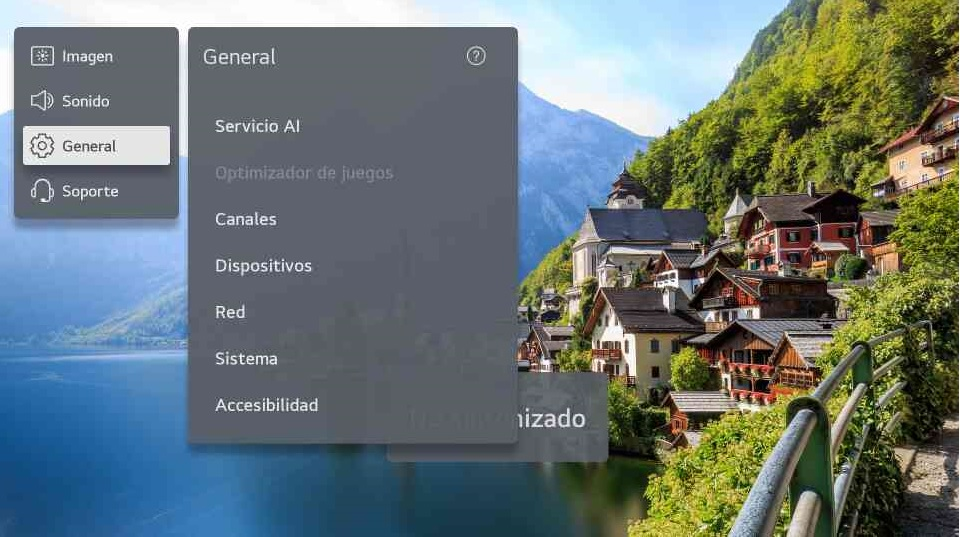 Imagen
Sonido
General
Soporte
General
?
Servicio AI
Optimizador de juegos
Canales
Dispositivos
Red
Sistema
Accesibilidad